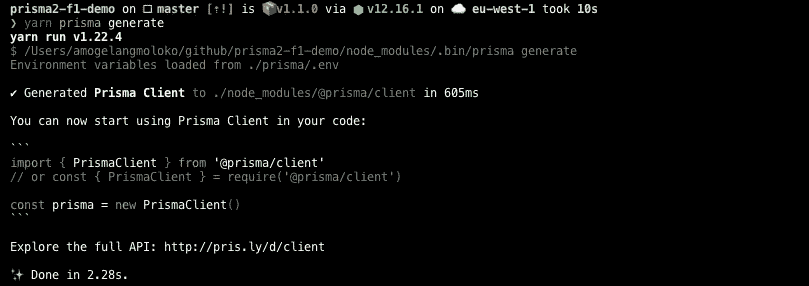 prisma2-f1-demo on □ master [⇡!] is 📦v1.1.0 via ⬢ v12.16.1 on ☁️ eu-west-1 took 10s
❯ yarn prisma generate
yarn run v1.22.4
$ /Users/amogelangmoloko/github/prisma2-f1-demo/node_modules/.bin/prisma generate
Environment variables loaded from ./prisma/.env
✔ Generated Prisma Client to ./node_modules/@prisma/client in 605ms
You can now start using Prisma Client in your code:
```
import { PrismaClient } from '@prisma/client'
// or const { PrismaClient } = require('@prisma/client')
const prisma = new PrismaClient()
```
Explore the full API: http://pris.ly/d/client
✨ Done in 2.28s.